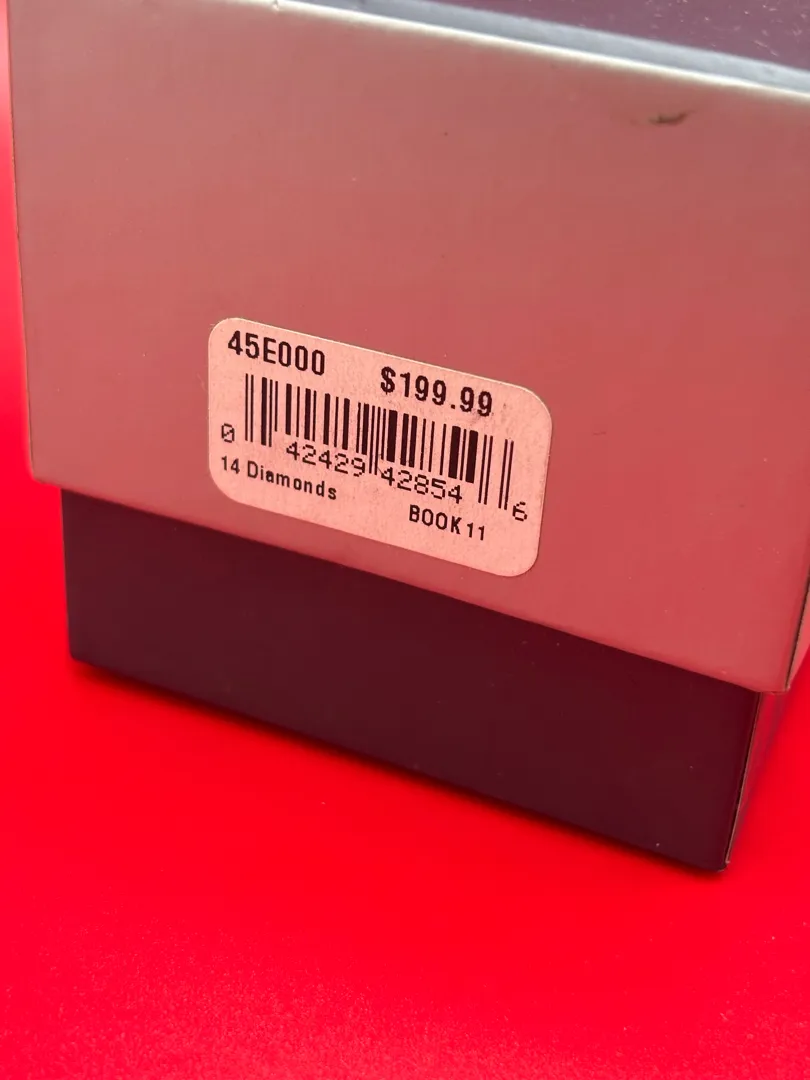 45E000 $199.99
0 42429 42854 6
14 Diamonds
BOOK11